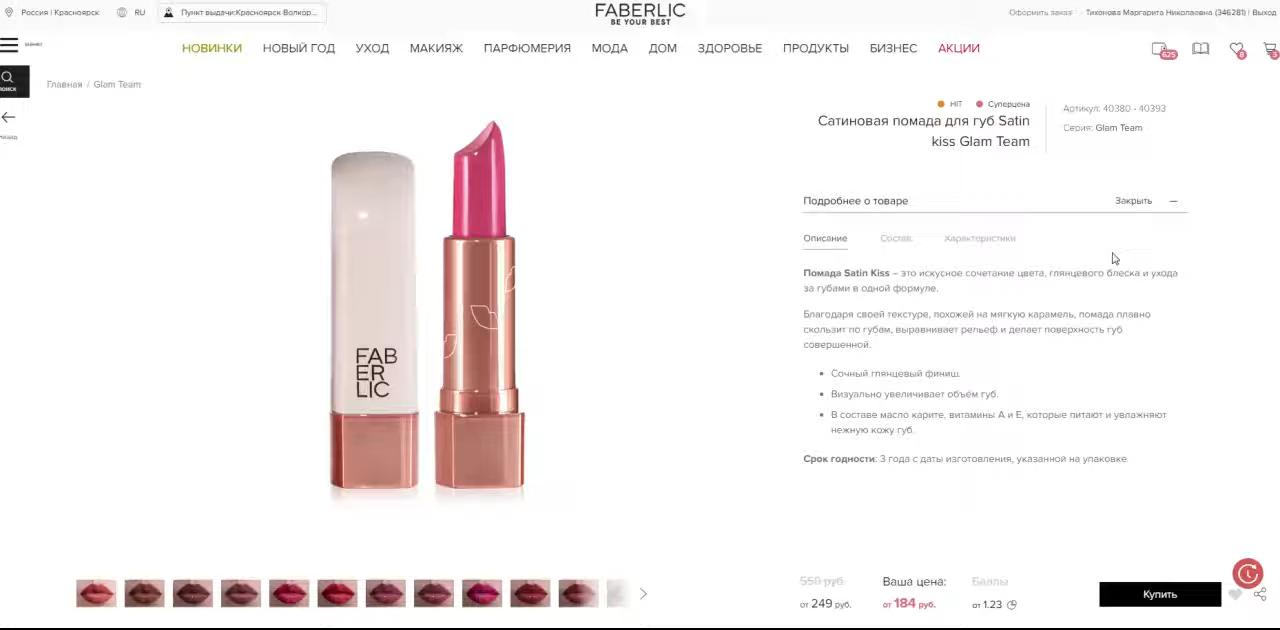 Россия | Красноярск
RU
Пункт выдачи:Красноярск Волкор...
FABERLIC
BE YOUR BEST
Оформить заказ
Тихонова Маргарита Николаевна (346281) | Выход
меню
НОВИНКИ НОВЫЙ ГОД УХОД МАКИЯЖ ПАРФЮМЕРИЯ МОДА ДОМ ЗДОРОВЬЕ ПРОДУКТЫ БИЗНЕС АКЦИИ
625
8
3
ПОИСК
Главная / Glam Team
Назад
HIT Суперцена
Сатиновая помада для губ Satin
kiss Glam Team
Артикул: 40380 - 40393
Серия: Glam Team
Подробнее о товаре Закрыть —
Описание Состав. Характеристики
Помада Satin Kiss – это искусное сочетание цвета, глянцевого блеска и ухода
за губами в одной формуле.
Благодаря своей текстуре, похожей на мягкую карамель, помада плавно
скользит по губам, выравнивает рельеф и делает поверхность губ
совершенной.
• Сочный глянцевый финиш.
• Визуально увеличивает объём губ.
• В составе масло карите, витамины А и Е, которые питают и увлажняют
нежную кожу губ.
Срок годности: 3 года с даты изготовления, указанной на упаковке.
FAB
ER
LIC
550 руб. Ваша цена: Баллы
от 249 руб. от 184 руб. от 1.23
Купить